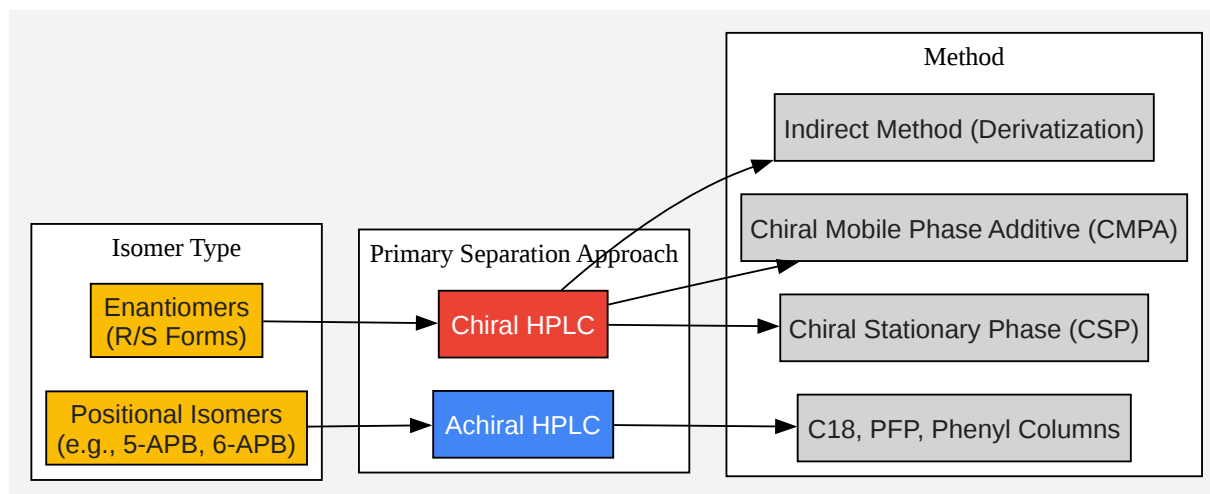 Isomer Type
Enantiomers
(R/S Forms)
Positional Isomers
(e.g., 5-APB, 6-APB)
Primary Separation Approach
Chiral HPLC
Achiral HPLC
Method
Indirect Method (Derivatization)
Chiral Mobile Phase Additive (CMPA)
Chiral Stationary Phase (CSP)
C18, PFP, Phenyl Columns